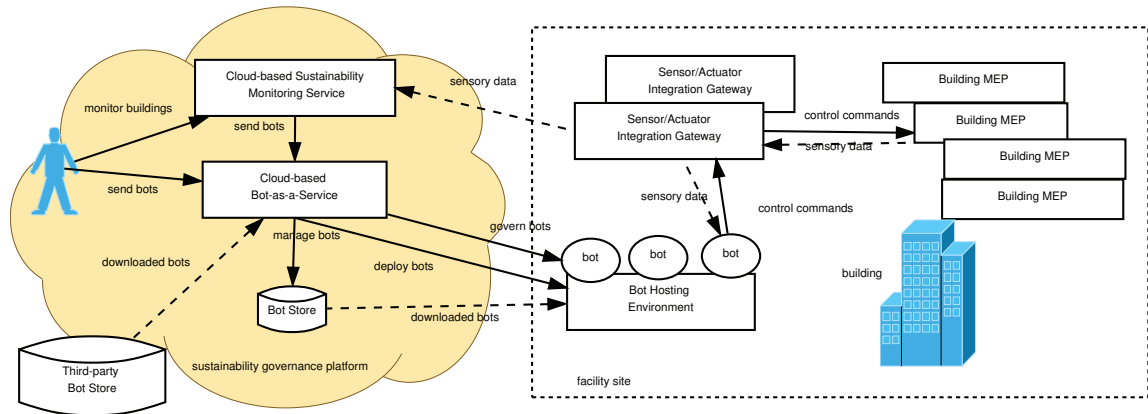 Cloud-based Sustainability
Monitoring Service
sensory data
monitor buildings
send bots
Cloud-based
Bot-as-a-Service
send bots
manage bots
govern bots
downloaded bots
deploy bots
Bot Store
downloaded bots
sustainability governance platform
Third-party
Bot Store
Sensor/Actuator
Integration Gateway
Sensor/Actuator
Integration Gateway
control commands
sensory data
Building MEP
Building MEP
Building MEP
Building MEP
sensory data
control commands
bot
bot
bot
Bot Hosting
Environment
building
facility site